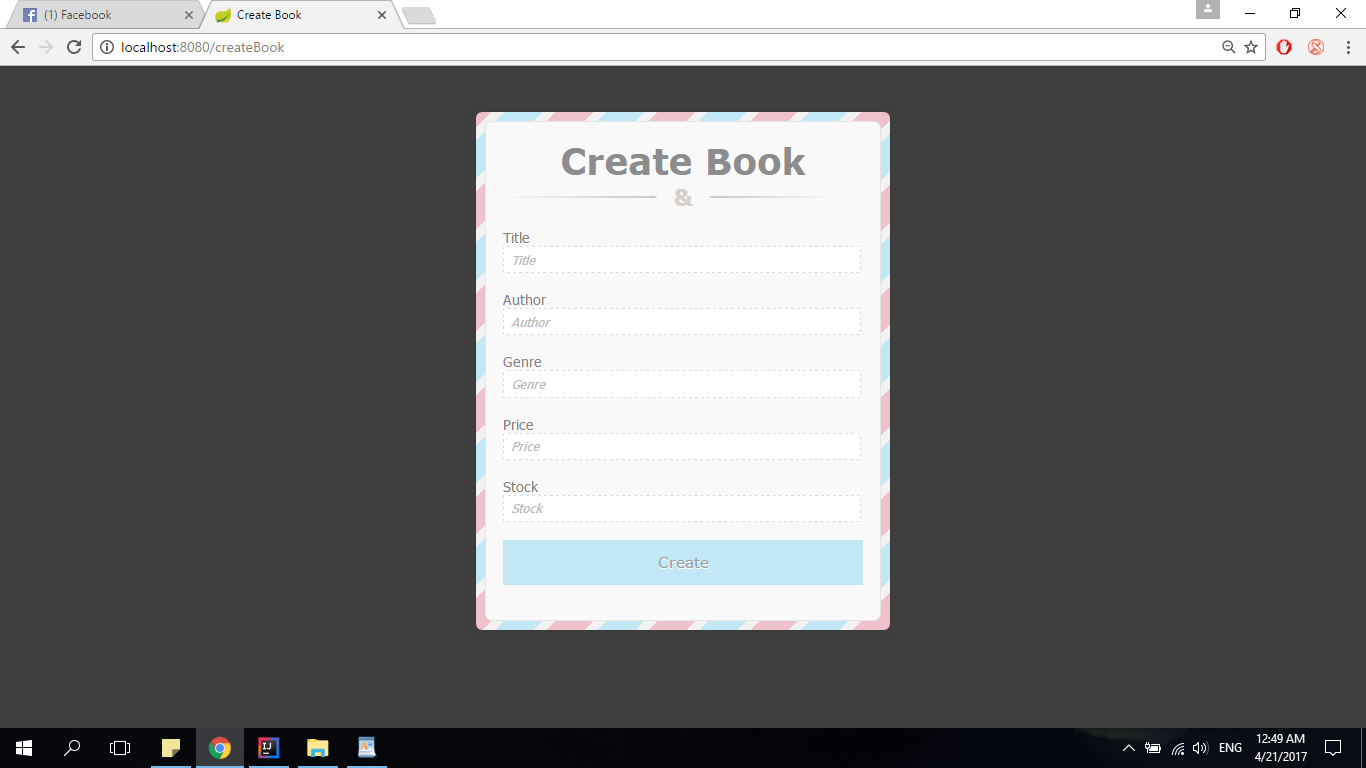 (1) Facebook
Create Book
localhost:8080/createBook
Create Book
&
Title
Title
Author
Author
Genre
Genre
Price
Price
Stock
Stock
Create
IJ
ENG
12:49 AM
4/21/2017